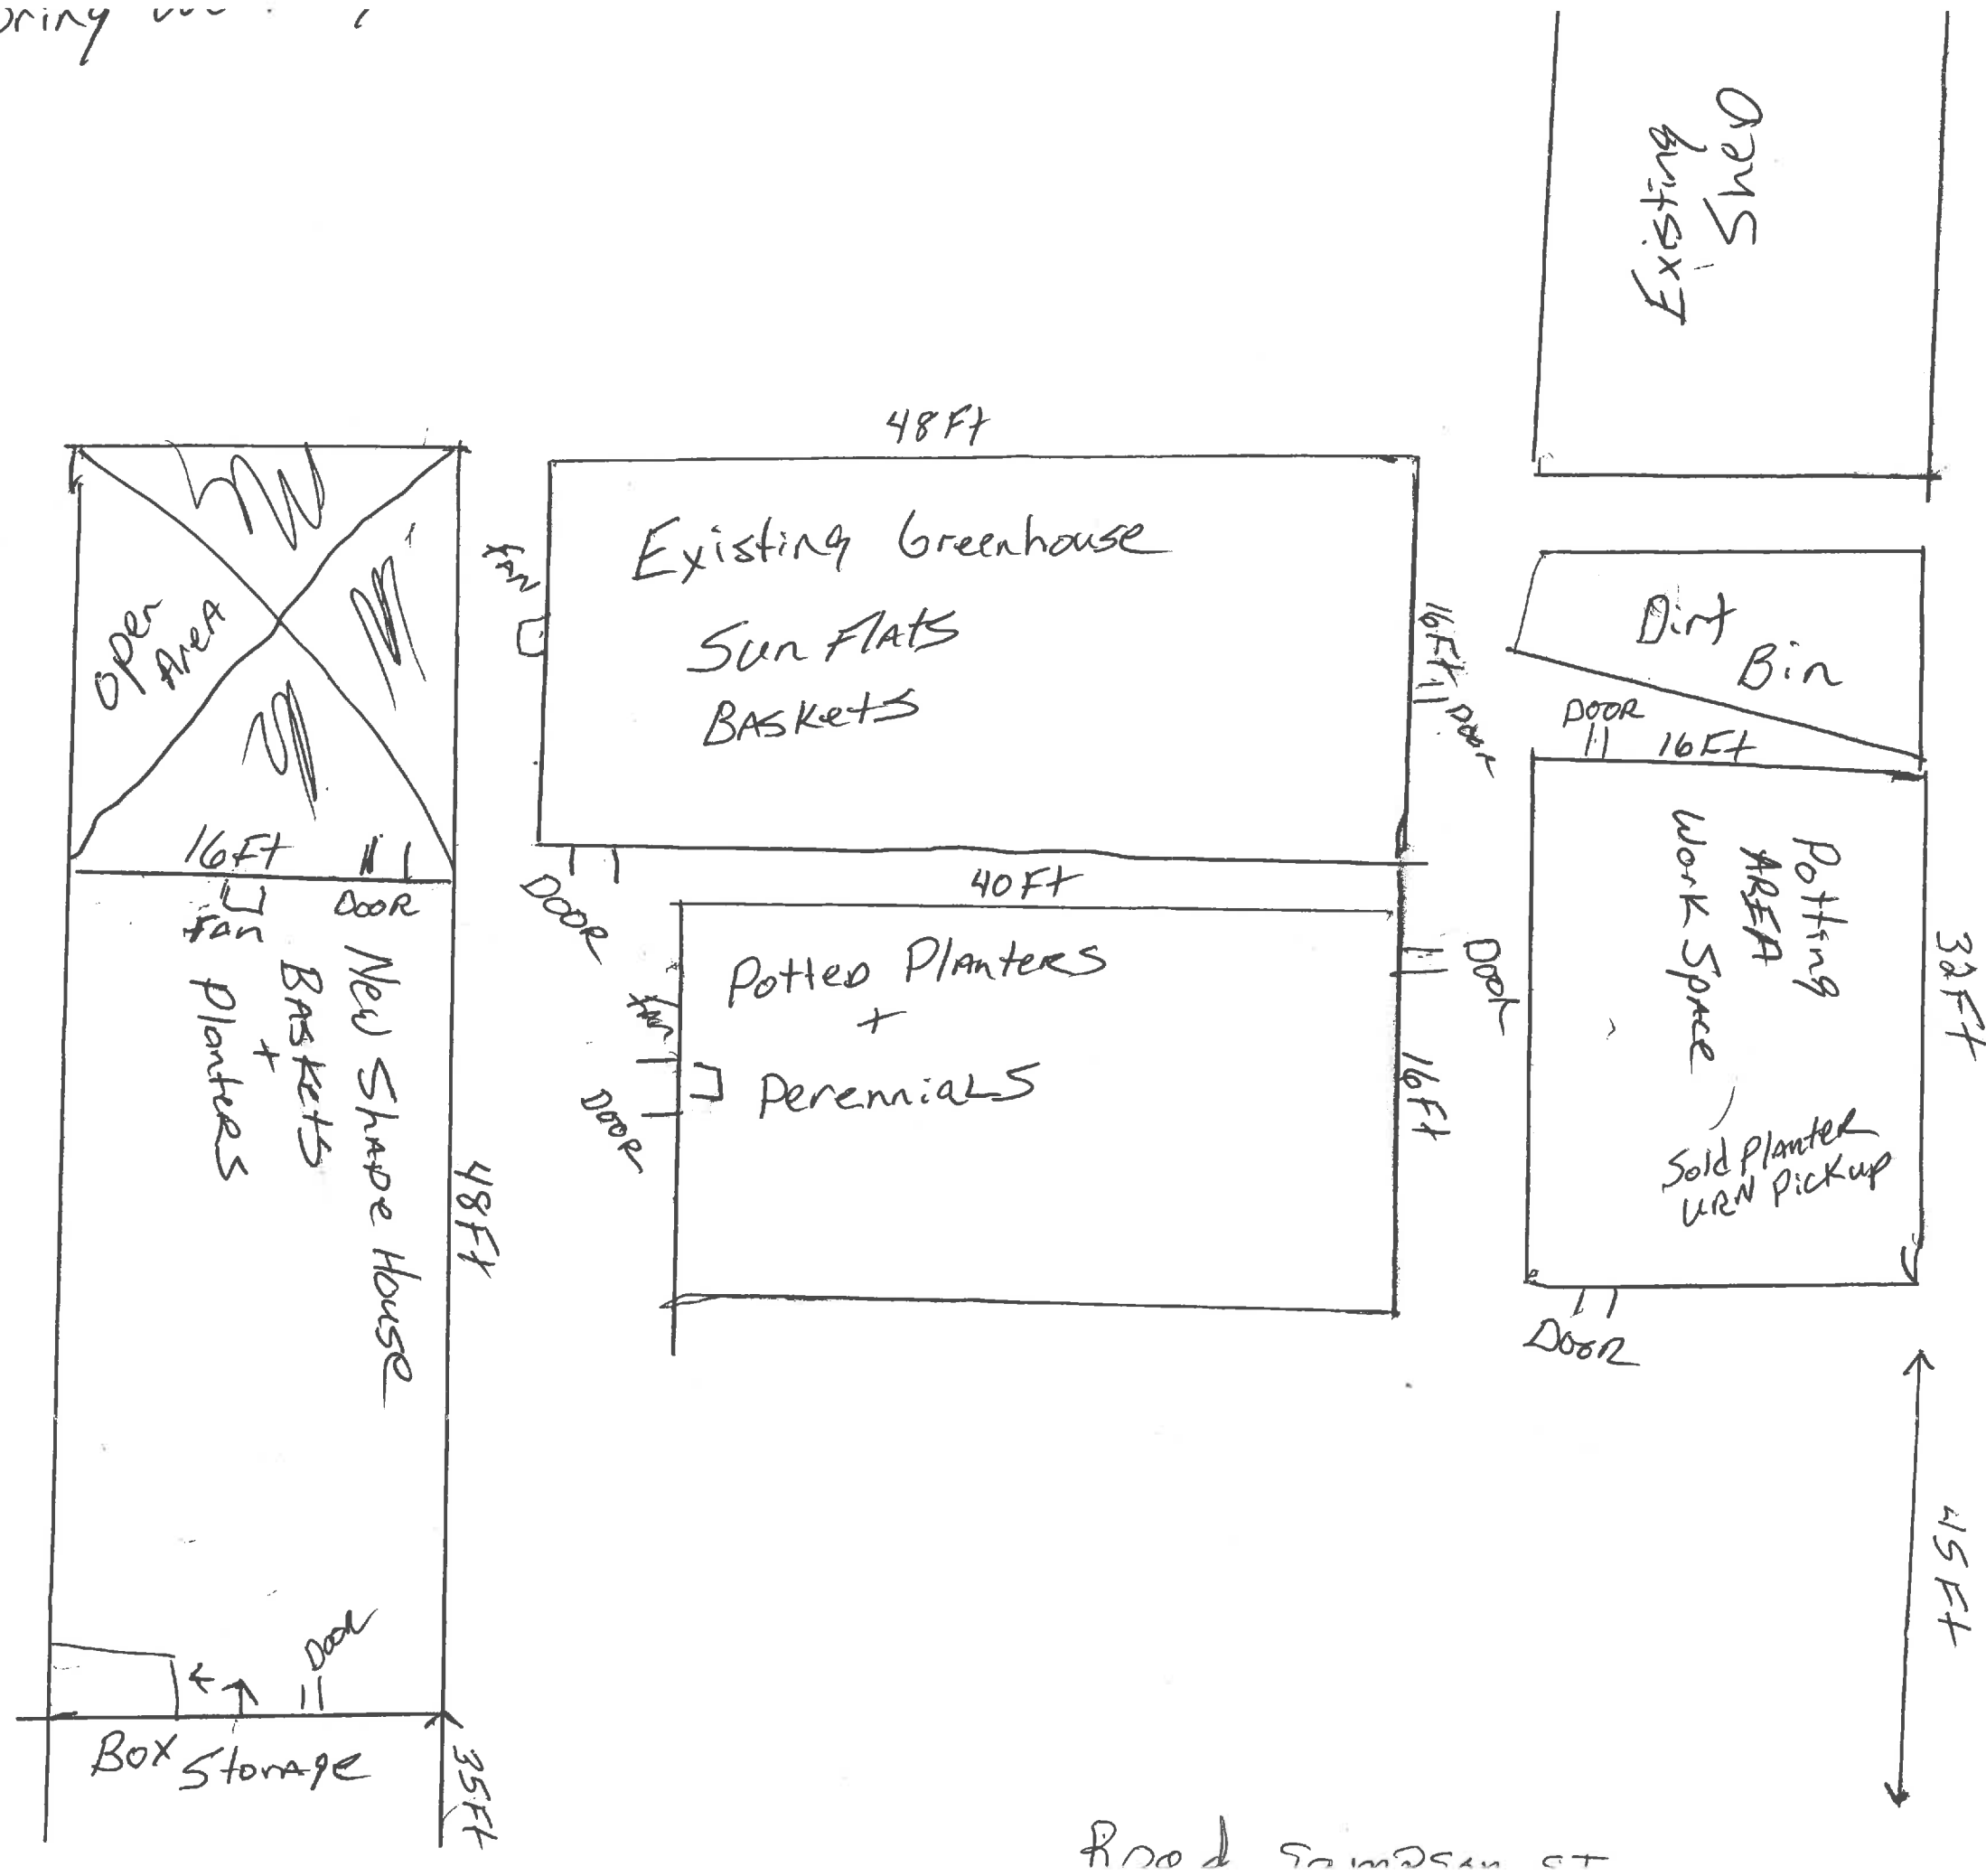 Existing
Shed
48Ft
Existing Greenhouse
Sun Flats
Baskets
FAN
16Ft
Door
Open
Area
16Ft
Door
Fan
New Shade House
Baskets
+
Planters
48Ft
Door
Box Storage
35Ft
Door
40Ft
Potted Planters
+
Perennials
Fan
Door
Door
16Ft
Dirt
Bin
Door
16Ft
Potting
Area
Work Space
32Ft
Sold Planter
Urn Pickup
Door
45Ft
Road